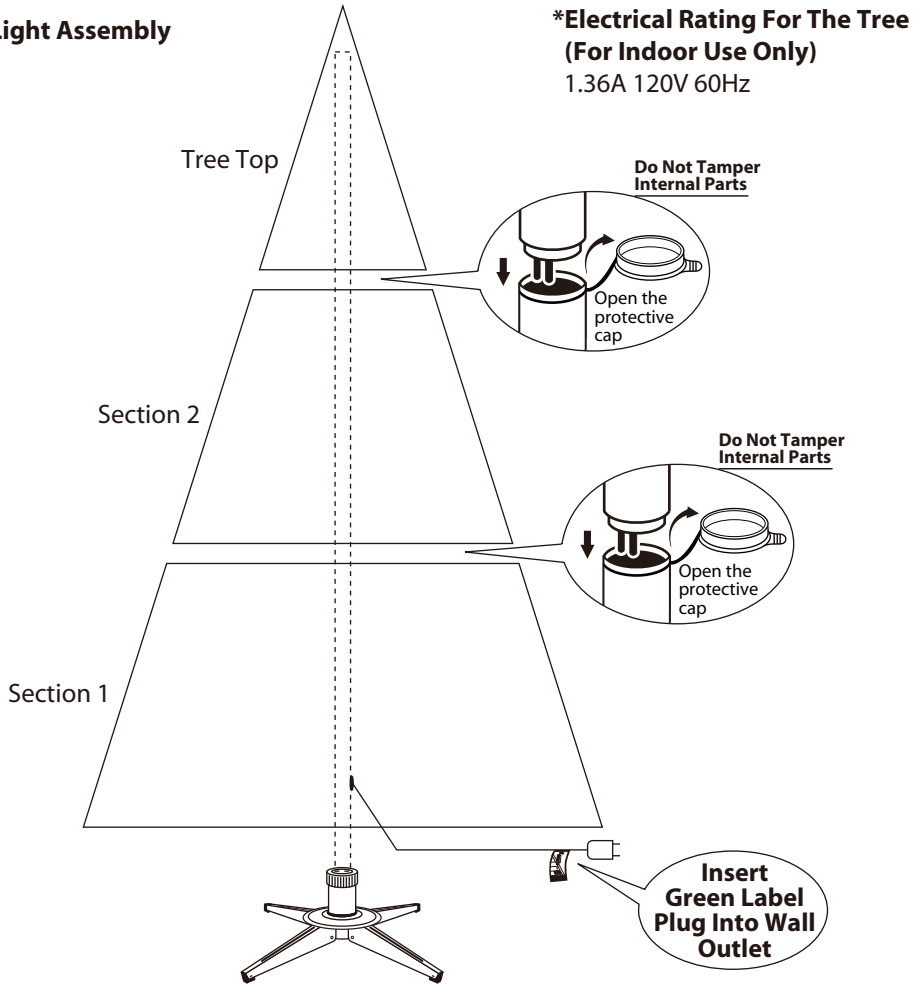 Light Assembly
*Electrical Rating For The Tree
(For Indoor Use Only)
1.36A 120V 60Hz
Tree Top
Do Not Tamper
Internal Parts
Open the
protective
cap
Section 2
Do Not Tamper
Internal Parts
Open the
protective
cap
Section 1
Insert
Green Label
Plug Into Wall
Outlet